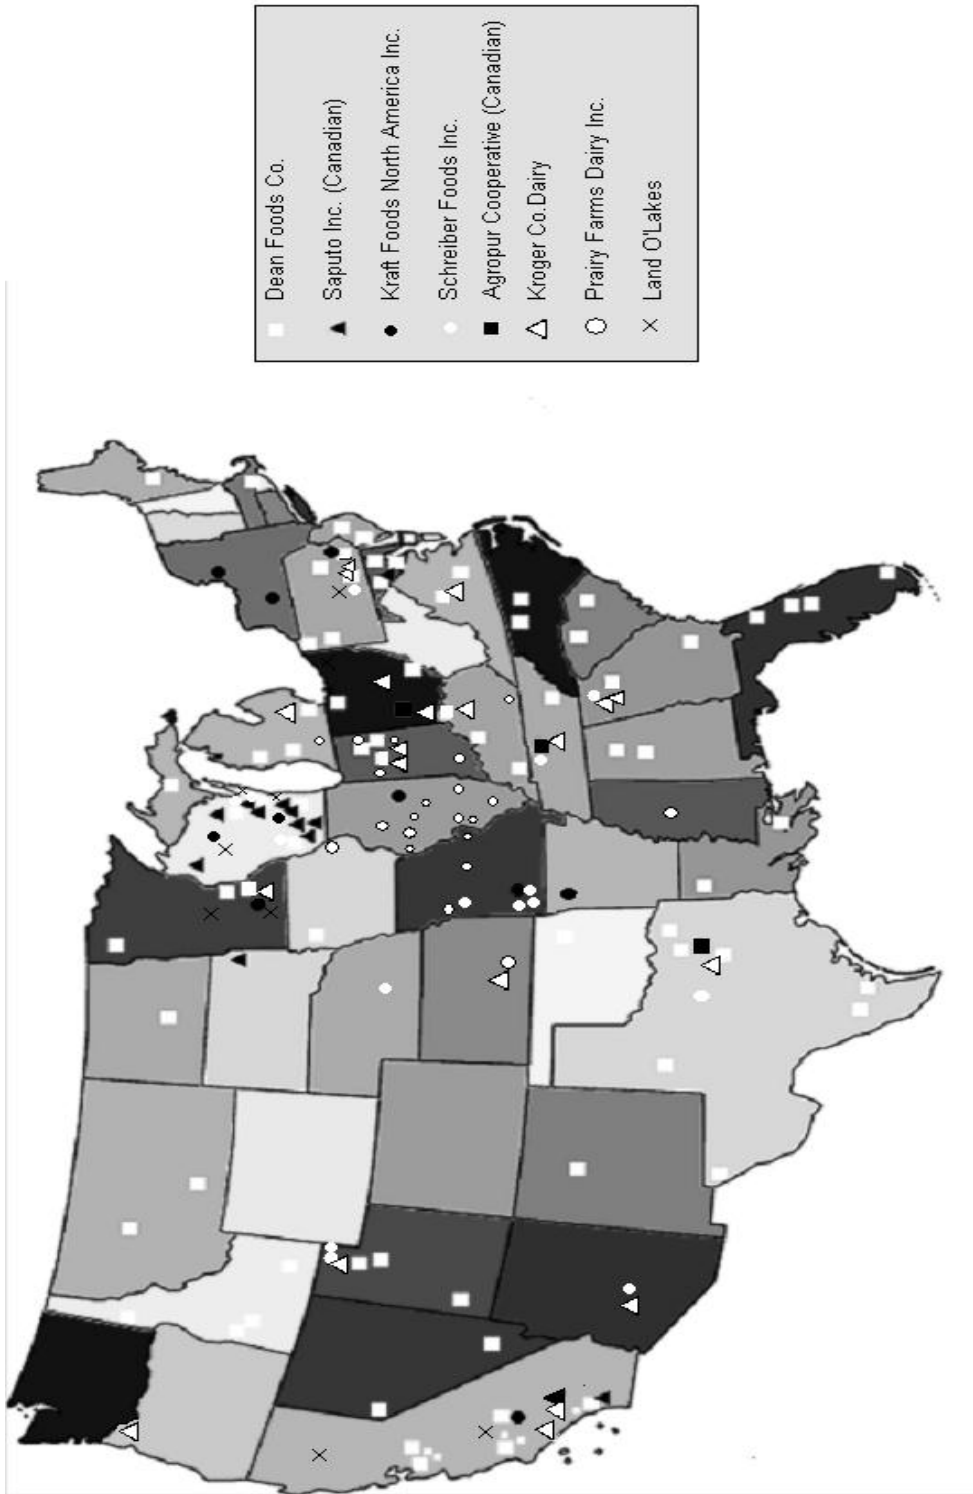 Dean Foods Co.
Saputo Inc. (Canadian)
Kraft Foods North America Inc.
Schreiber Foods Inc.
Agropur Cooperative (Canadian)
Kroger Co.Dairy
Prairy Farms Dairy Inc.
Land O'Lakes